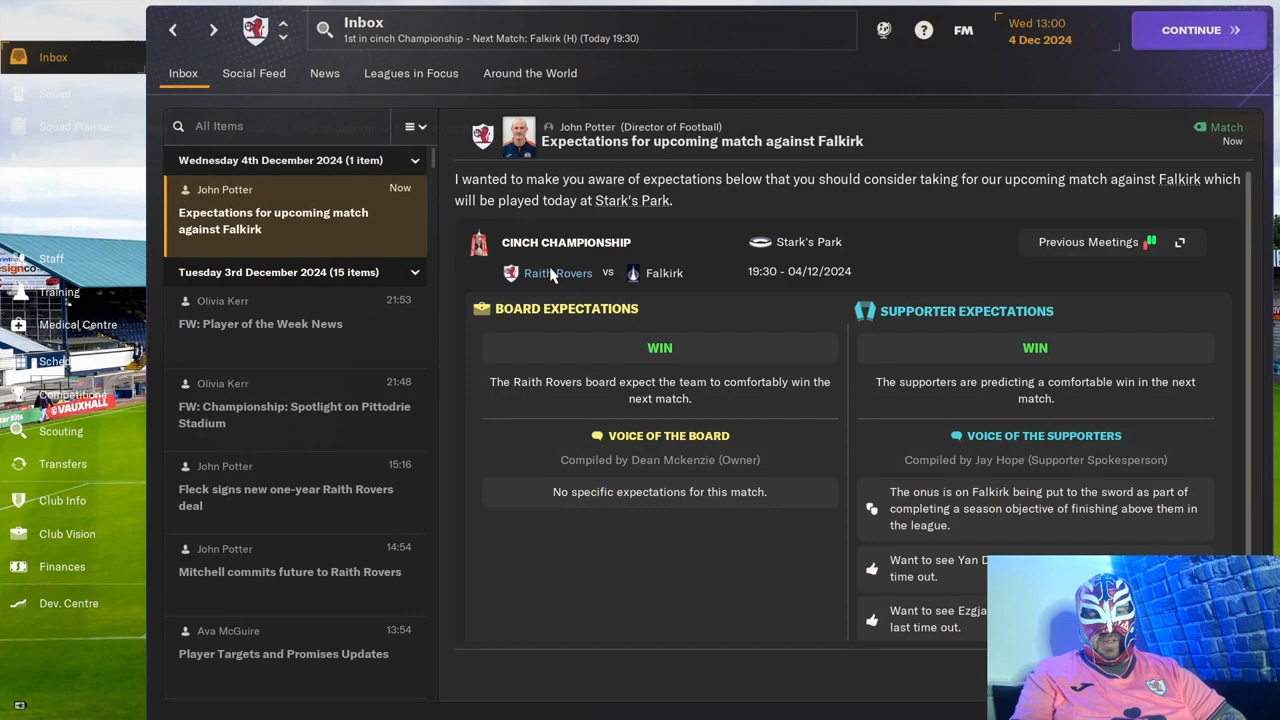 Inbox
1st in cinch Championship - Next Match: Falkirk (H) (Today 19:30)
FM
Wed 13:00
4 Dec 2024
CONTINUE
Inbox
Social Feed
News
Leagues in Focus
Around the World
Inbox
Squad
Squad Planner
Staff
Training
Medical Centre
Sched
Competitions
Scouting
Transfers
Club Info
Club Vision
Finances
Dev. Centre
VAUXHALL
All Items
Wednesday 4th December 2024 (1 item)
John Potter
Now
Expectations for upcoming match
against Falkirk
Tuesday 3rd December 2024 (15 items)
Olivia Kerr
21:53
FW: Player of the Week News
Olivia Kerr
21:48
FW: Championship: Spotlight on Pittodrie
Stadium
John Potter
15:16
Fleck signs new one-year Raith Rovers
deal
John Potter
14:54
Mitchell commits future to Raith Rovers
Ava McGuire
13:54
Player Targets and Promises Updates
John Potter (Director of Football)
Expectations for upcoming match against Falkirk
Match
Now
I wanted to make you aware of expectations below that you should consider taking for our upcoming match against Falkirk which
will be played today at Stark's Park.
CINCH CHAMPIONSHIP
Raith Rovers vs Falkirk
Stark's Park
19:30 - 04/12/2024
Previous Meetings
BOARD EXPECTATIONS
WIN
The Raith Rovers board expect the team to comfortably win the
next match.
VOICE OF THE BOARD
Compiled by Dean Mckenzie (Owner)
No specific expectations for this match.
SUPPORTER EXPECTATIONS
WIN
The supporters are predicting a comfortable win in the next
match.
VOICE OF THE SUPPORTERS
Compiled by Jay Hope (Supporter Spokesperson)
The onus is on Falkirk being put to the sword as part of
completing a season objective of finishing above them in
the league.
Want to see Yan D
time out.
Want to see Ezgja
last time out.